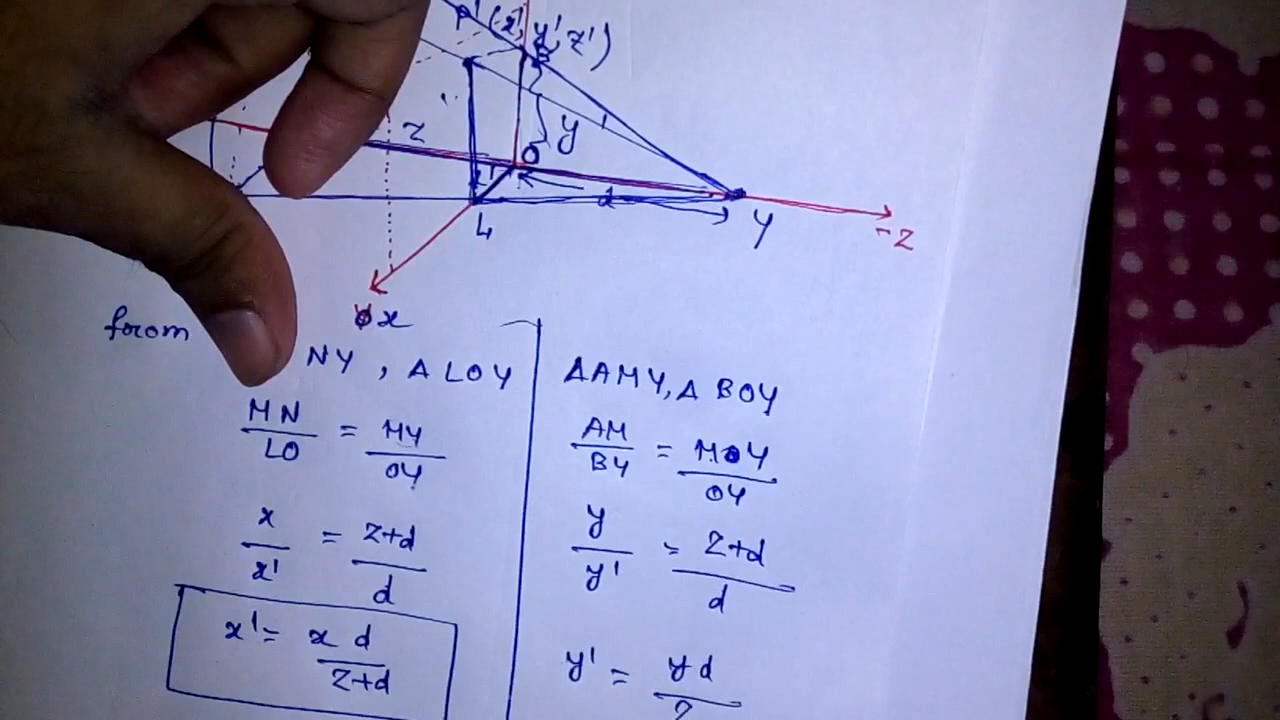 P' (x', y', z')
z
O
y
d
L
Y
-z
x
from
NY, Δ LOY
MN/LO = MY/OY
x/x' = z+d/d
x' = x d/z+d
ΔAMY, Δ BOY
AM/BY = MOY/OY
y/y' = z+d/d
y' = yd/z